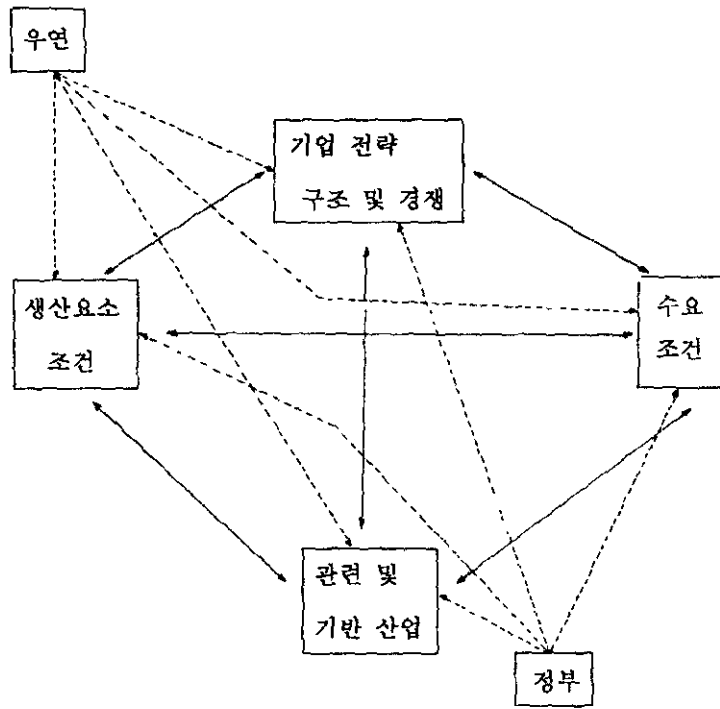 우연
기업 전략
구조 및 경쟁
생산요소
조건
수요
조건
관련 및
기반 산업
정부